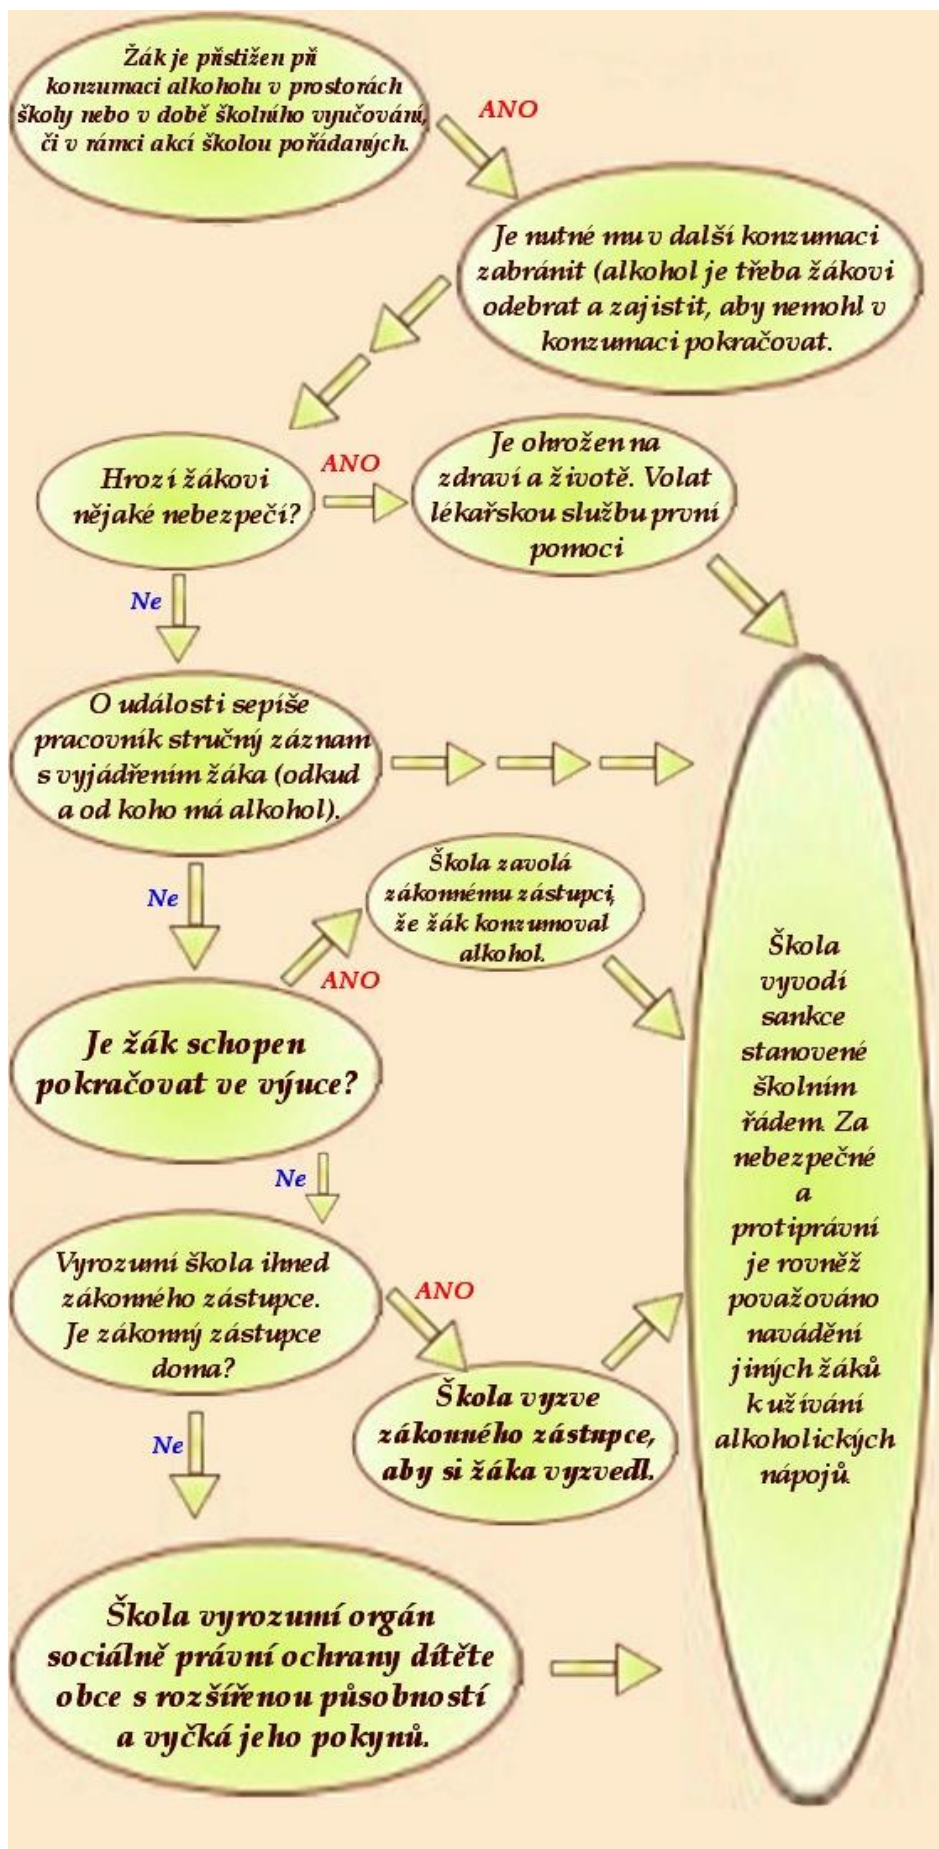 Žák je přistižen při
konzumaci alkoholu v prostorách
školy nebo v době školního vyučování,
či v rámci akcí školou pořádaných.
ANO
Je nutné mu v další konzumaci
zabránit (alkohol je třeba žákovi
odebrat a zajistit, aby nemohl v
konzumaci pokračovat.
Hrozí žákovi
nějaké nebezpečí?
ANO
Je ohrožen na
zdraví a životě. Volat
lékařskou službu první
pomoci
Ne
O události sepíše
pracovník stručný záznam
s vyjádřením žáka (odkud
a od koho má alkohol).
Ne
Škola zavolá
zákonnému zástupci,
že žák konzumoval
alkohol.
ANO
Je žák schopen
pokračovat ve výuce?
Ne
Vyrozumí škola ihned
zákonného zástupce.
Je zákonný zástupce
doma?
ANO
Škola vyzve
zákonného zástupce,
aby si žáka vyzvedl.
Ne
Škola vyrozumí orgán
sociálně právní ochrany dítěte
obce s rozšířenou působností
a vyčká jeho pokynů.
Škola
vyvodí
sankce
stanovené
školním
řádem. Za
nebezpečné
a
protiprávní
je rovněž
považováno
navádění
jiných žáků
k užívání
alkoholických
nápojů.